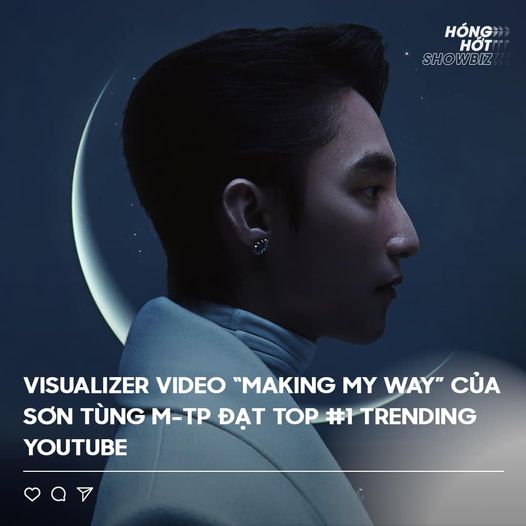 HÓNG
HỚT
SHOWBIZ
VISUALIZER VIDEO “MAKING MY WAY” CỦA
SƠN TÙNG M-TP ĐẠT TOP #1 TRENDING
YOUTUBE